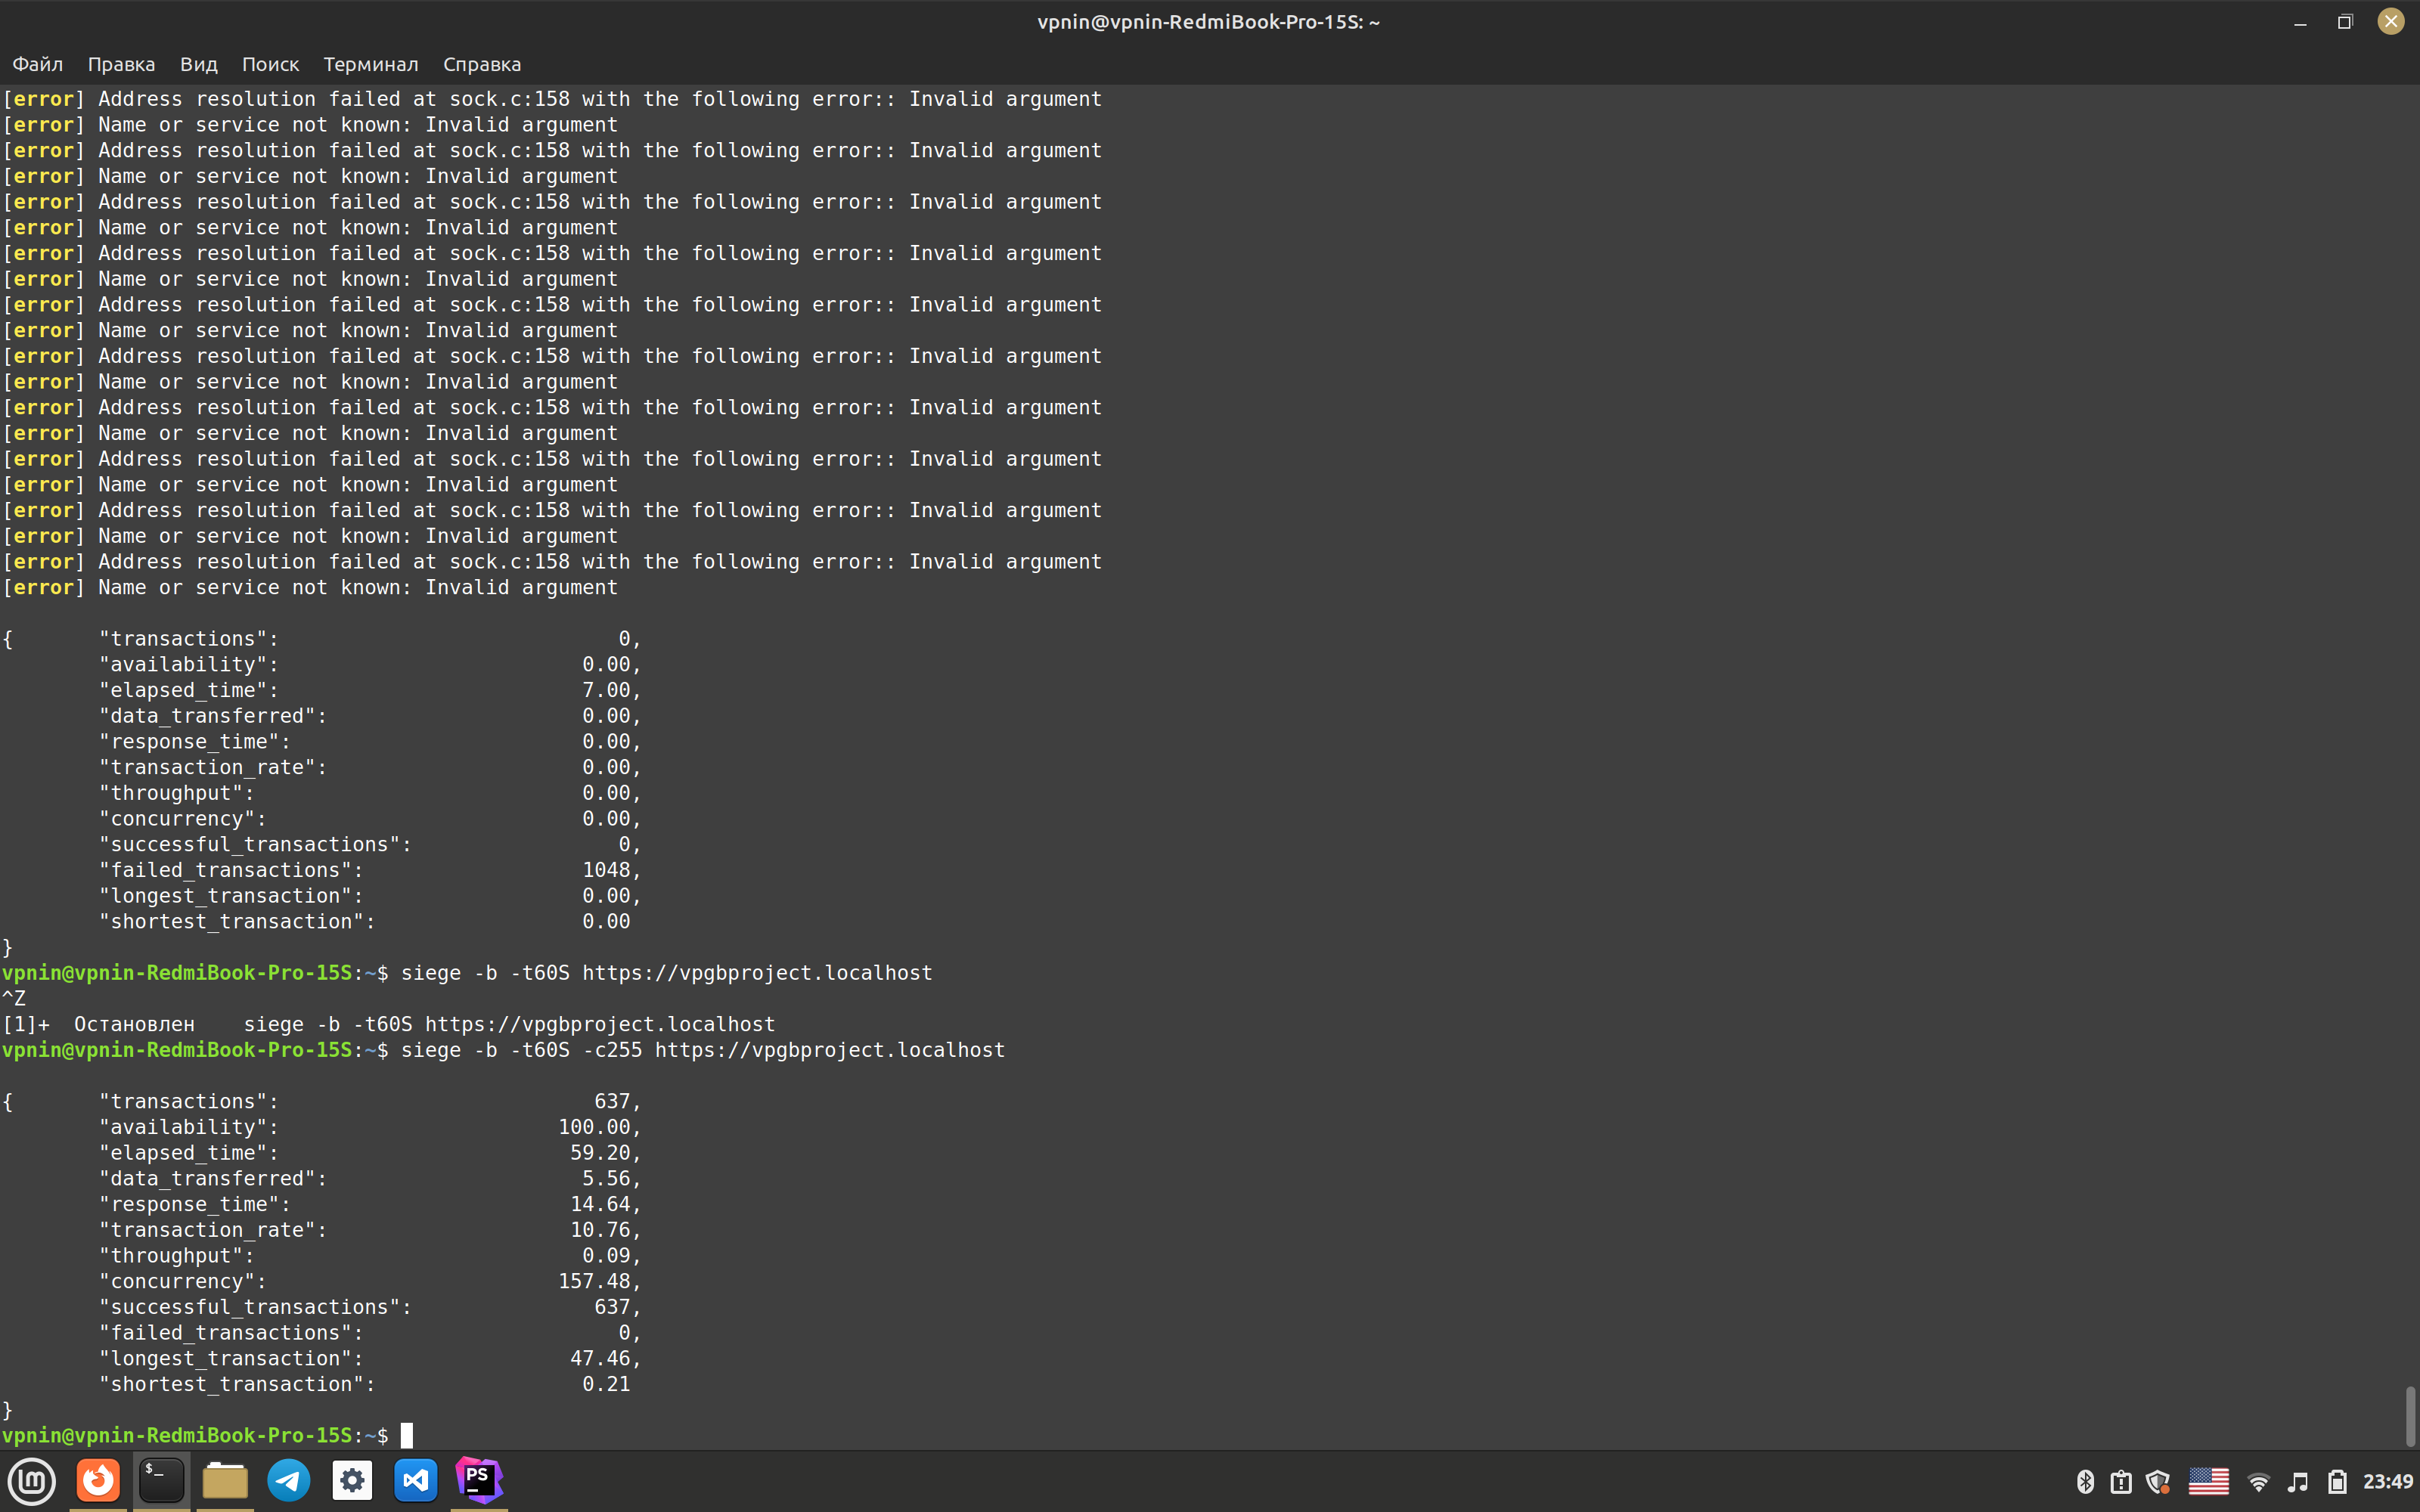 vpnin@vpnin-RedmiBook-Pro-15S: ~
Файл Правка Вид Поиск Терминал Справка
[error] Address resolution failed at sock.c:158 with the following error:: Invalid argument
[error] Name or service not known: Invalid argument
[error] Address resolution failed at sock.c:158 with the following error:: Invalid argument
[error] Name or service not known: Invalid argument
[error] Address resolution failed at sock.c:158 with the following error:: Invalid argument
[error] Name or service not known: Invalid argument
[error] Address resolution failed at sock.c:158 with the following error:: Invalid argument
[error] Name or service not known: Invalid argument
[error] Address resolution failed at sock.c:158 with the following error:: Invalid argument
[error] Name or service not known: Invalid argument
[error] Address resolution failed at sock.c:158 with the following error:: Invalid argument
[error] Name or service not known: Invalid argument
[error] Address resolution failed at sock.c:158 with the following error:: Invalid argument
[error] Name or service not known: Invalid argument
[error] Address resolution failed at sock.c:158 with the following error:: Invalid argument
[error] Name or service not known: Invalid argument
[error] Address resolution failed at sock.c:158 with the following error:: Invalid argument
[error] Name or service not known: Invalid argument
[error] Address resolution failed at sock.c:158 with the following error:: Invalid argument
[error] Name or service not known: Invalid argument
{ "transactions": 0,
"availability": 0.00,
"elapsed_time": 7.00,
"data_transferred": 0.00,
"response_time": 0.00,
"transaction_rate": 0.00,
"throughput": 0.00,
"concurrency": 0.00,
"successful_transactions": 0,
"failed_transactions": 1048,
"longest_transaction": 0.00,
"shortest_transaction": 0.00
}
vpnin@vpnin-RedmiBook-Pro-15S:~$ siege -b -t60S https://vpgbproject.localhost
^Z
[1]+ Остановлен siege -b -t60S https://vpgbproject.localhost
vpnin@vpnin-RedmiBook-Pro-15S:~$ siege -b -t60S -c255 https://vpgbproject.localhost
{ "transactions": 637,
"availability": 100.00,
"elapsed_time": 59.20,
"data_transferred": 5.56,
"response_time": 14.64,
"transaction_rate": 10.76,
"throughput": 0.09,
"concurrency": 157.48,
"successful_transactions": 637,
"failed_transactions": 0,
"longest_transaction": 47.46,
"shortest_transaction": 0.21
}
vpnin@vpnin-RedmiBook-Pro-15S:~$
lm $_ PS 23:49